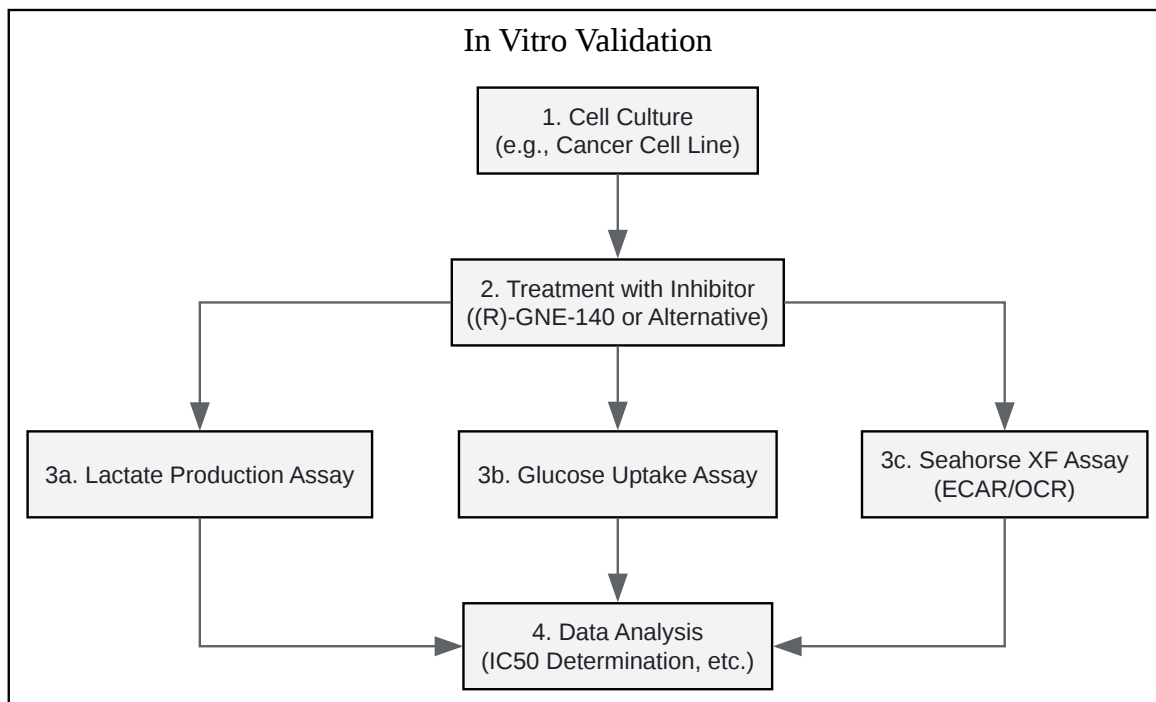 In Vitro Validation
1. Cell Culture
(e.g., Cancer Cell Line)
2. Treatment with Inhibitor
((R)-GNE-140 or Alternative)
3a. Lactate Production Assay
3b. Glucose Uptake Assay
3c. Seahorse XF Assay
(ECAR/OCR)
4. Data Analysis
(IC50 Determination, etc.)